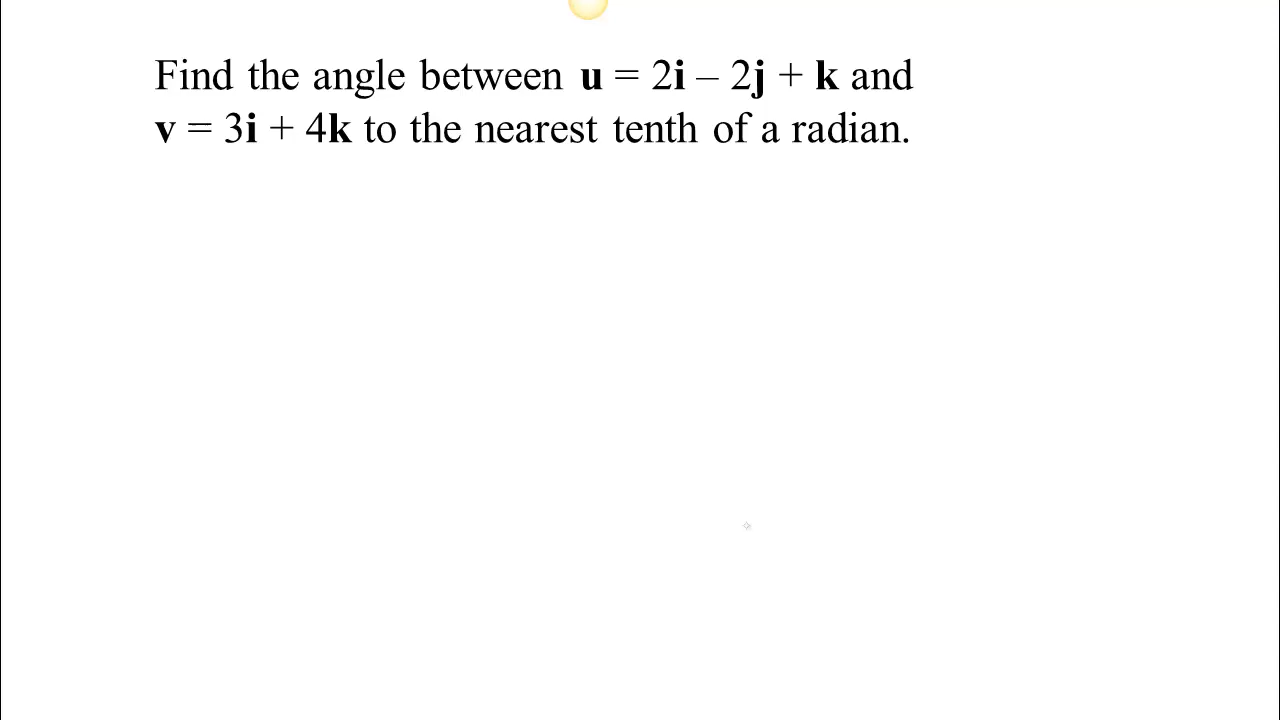 Find the angle between u = 2i – 2j + k and
v = 3i + 4k to the nearest tenth of a radian.